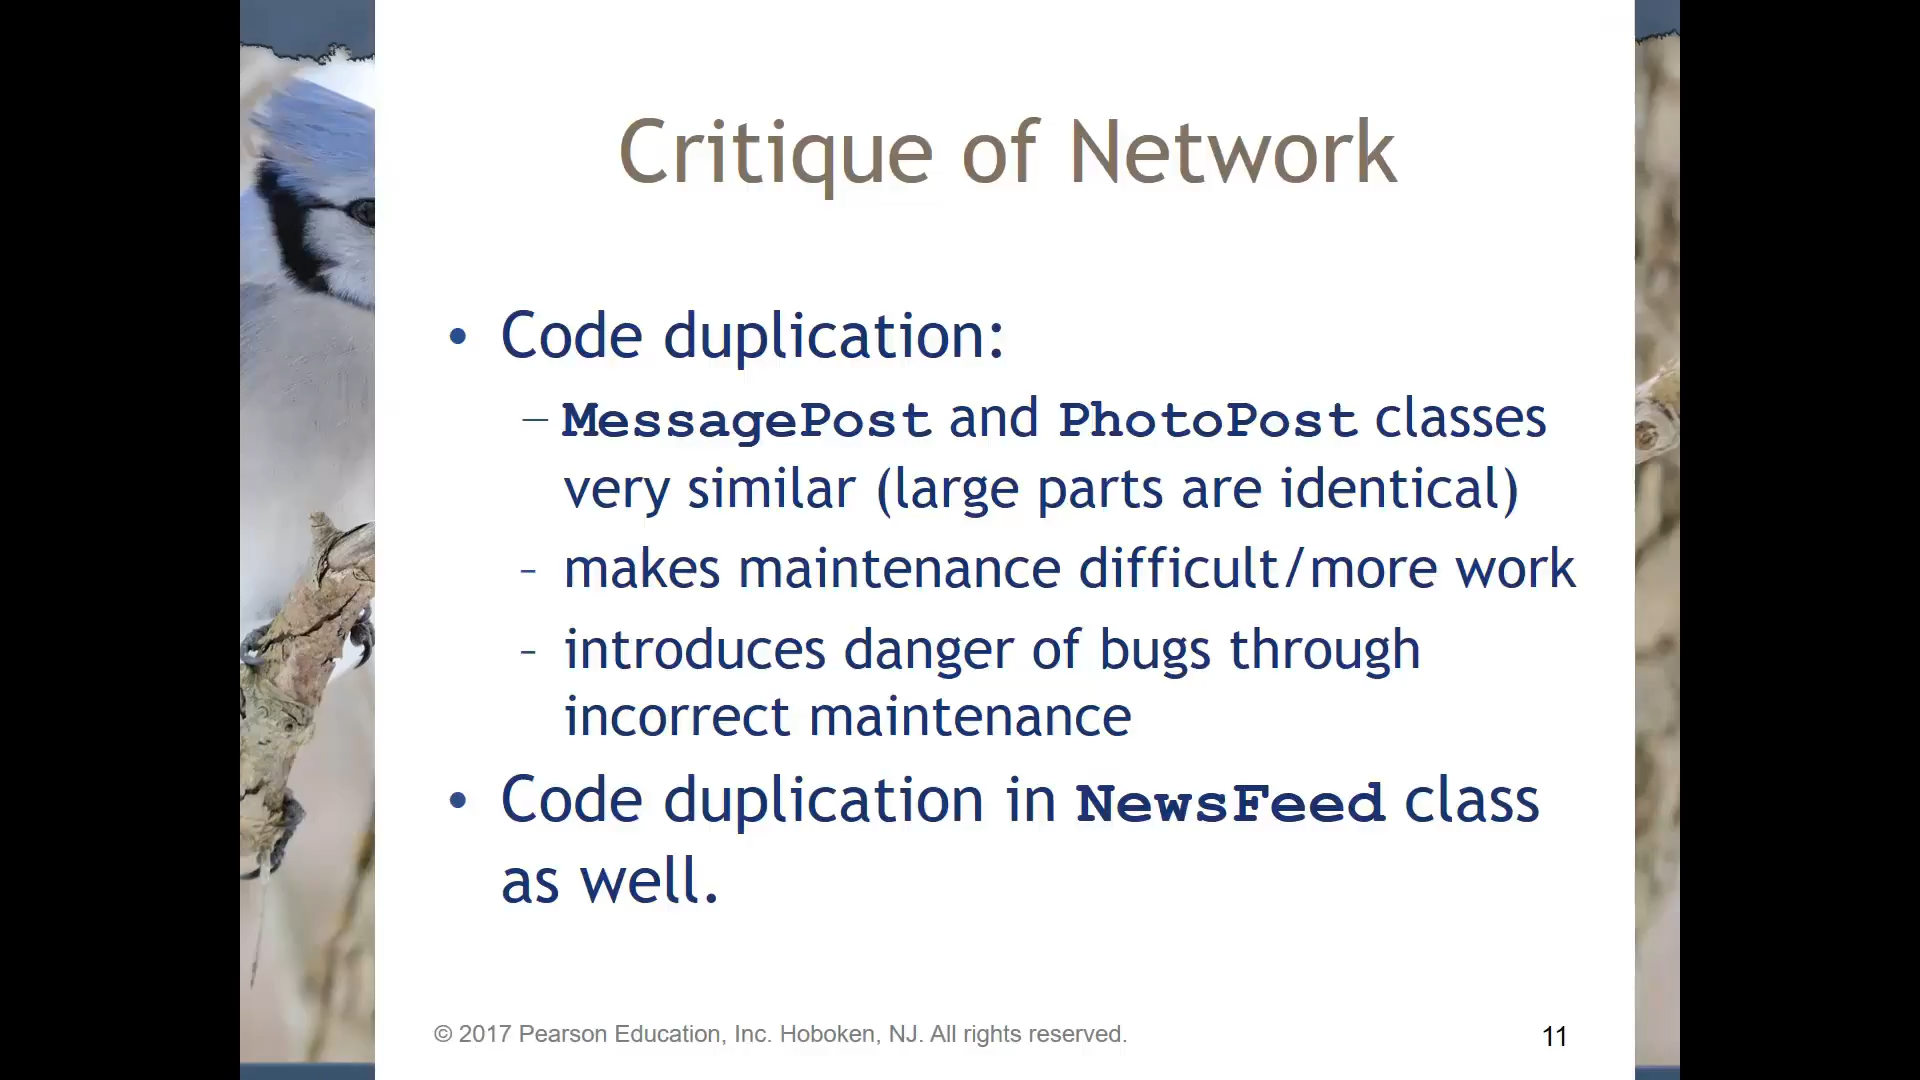 Critique of Network
• Code duplication:
– MessagePost and PhotoPost classes
very similar (large parts are identical)
– makes maintenance difficult/more work
– introduces danger of bugs through
incorrect maintenance
• Code duplication in NewsFeed class
as well.
© 2017 Pearson Education, Inc. Hoboken, NJ. All rights reserved.
11